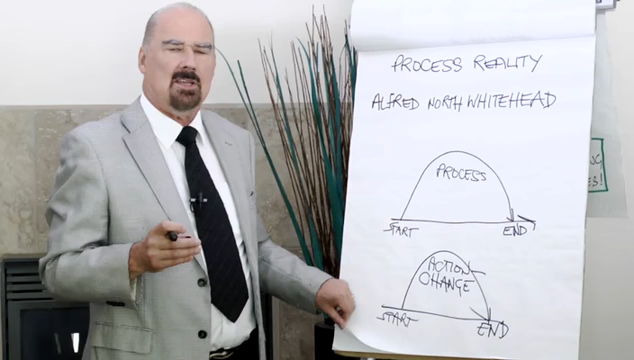 PROCESS REALITY
ALFRED NORTH WHITEHEAD
PROCESS
START
END
ACTION-
CHANGE
START
END